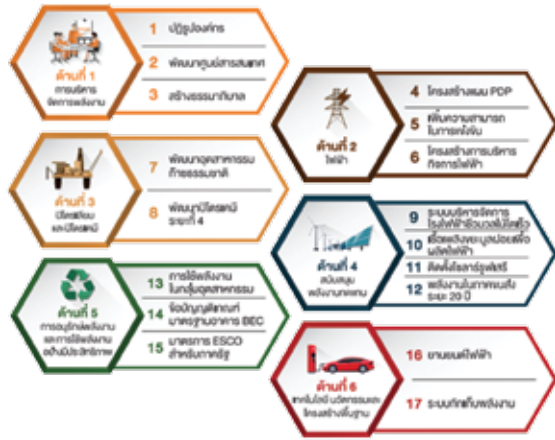 ด้านที่ 1
การบริหาร
จัดการพลังงาน
1 ปฏิรูปองค์กร
2 พัฒนาศูนย์สารสนเทศ
3 สร้างธรรมาภิบาล
ด้านที่ 2
ไฟฟ้า
4 โครงสร้างแผน PDP
5 เพิ่มความสามารถ
ในการแข่งขัน
6 โครงสร้างการบริหาร
กิจการไฟฟ้า
ด้านที่ 3
ปิโตรเลียม
และปิโตรเคมี
7 พัฒนาอุตสาหกรรม
ก๊าซธรรมชาติ
8 พัฒนาปิโตรเคมี
ระยะที่ 4
ด้านที่ 4
สนับสนุน
พลังงานทดแทน
9 ระบบบริหารจัดการ
โรงไฟฟ้าชีวมวลไม้โตเร็ว
10 เชื้อเพลิงขยะมูลฝอยเพื่อ
ผลิตไฟฟ้า
11 ติดตั้งโซลาร์รูฟเสรี
12 พลังงานในภาคขนส่ง
ระยะ 20 ปี
ด้านที่ 5
การอนุรักษ์พลังงาน
และการใช้พลังงาน
อย่างมีประสิทธิภาพ
13 การใช้พลังงาน
ในกลุ่มอุตสาหกรรม
14 ข้อบัญญัติเกณฑ์
มาตรฐานอาคาร BEC
15 มาตรการ ESCO
สำหรับภาครัฐ
ด้านที่ 6
เทคโนโลยี นวัตกรรมและ
โครงสร้างพื้นฐาน
16 ยานยนต์ไฟฟ้า
17 ระบบกักเก็บพลังงาน